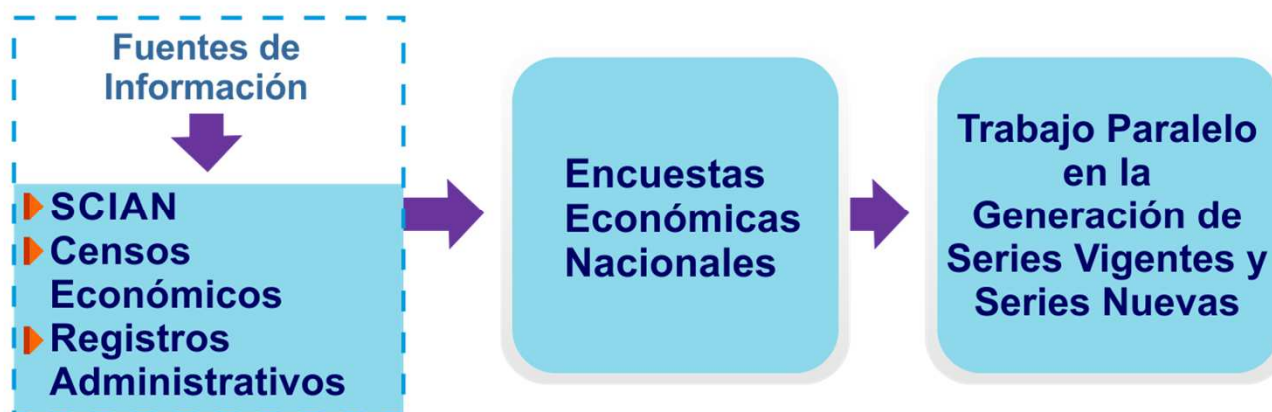 Fuentes de
Información
SCIAN
Censos
Económicos
Registros
Administrativos
Encuestas
Económicas
Nacionales
Trabajo Paralelo
en la
Generación de
Series Vigentes y
Series Nuevas